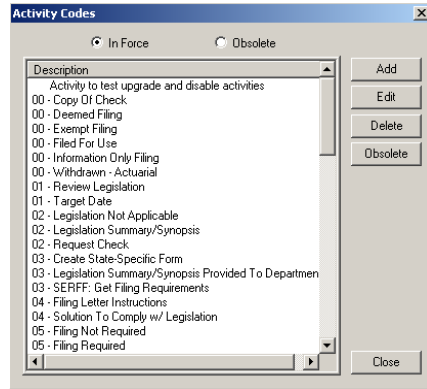 Activity Codes
In Force
Obsolete
Description
Activity to test upgrade and disable activities
00 - Copy Of Check
00 - Deemed Filing
00 - Exempt Filing
00 - Filed For Use
00 - Information Only Filing
00 - Withdrawn - Actuarial
01 - Review Legislation
01 - Target Date
02 - Legislation Not Applicable
02 - Legislation Summary/Synopsis
02 - Request Check
03 - Create State-Specific Form
03 - Legislation Summary/Synopsis Provided To Departmen
03 - SERFF: Get Filing Requirements
04 - Filing Letter Instructions
04 - Solution To Comply w/ Legislation
05 - Filing Not Required
05 - Filing Required
Add
Edit
Delete
Obsolete
Close